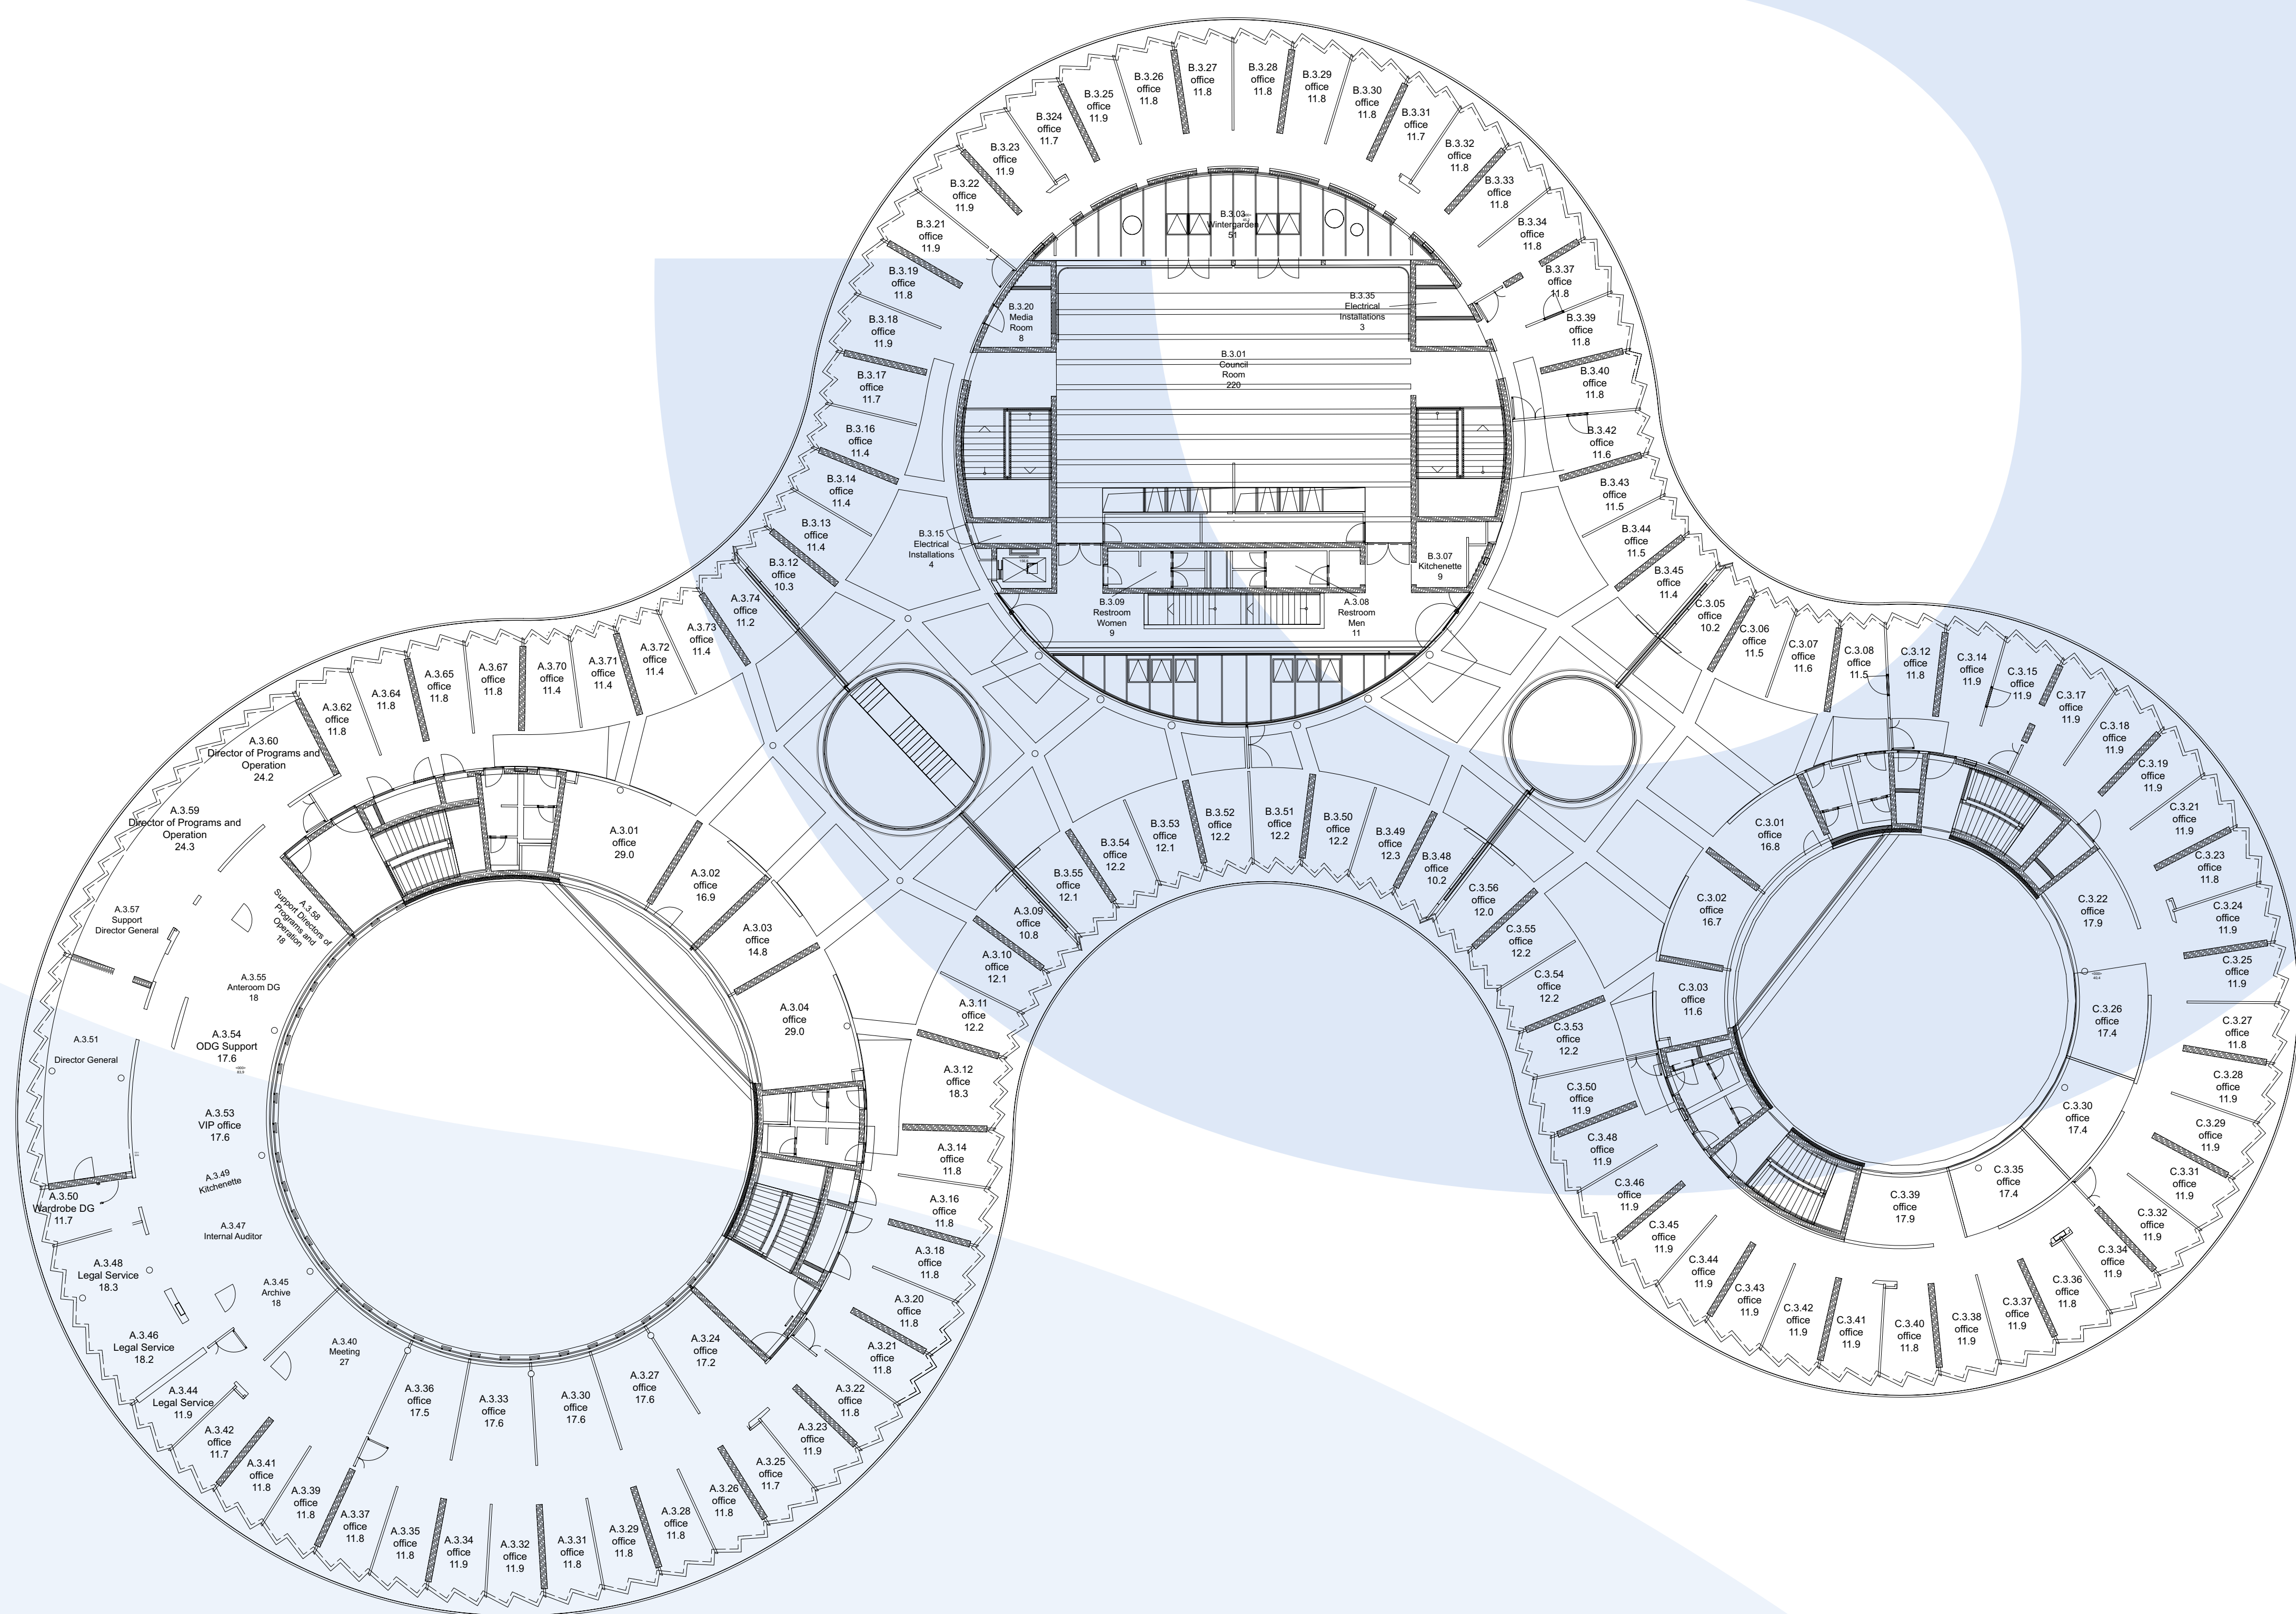 B.3.27
office
11.8
B.3.28
office
11.8
B.3.26
office
11.8
B.3.29
office
11.8
B.3.25
office
11.9
B.3.30
office
11.8
B.324
office
11.7
B.3.31
office
11.7
B.3.23
office
11.9
B.3.32
office
11.8
B.3.22
office
11.9
B.3.33
office
11.8
B.3.21
office
11.9
B.3.03
Wintergarden
51
B.3.34
office
11.8
B.3.19
office
11.8
B.3.37
office
11.8
B.3.20
Media
Room
8
B.3.35
Electrical
Installations
3
B.3.18
office
11.9
B.3.39
office
11.8
B.3.01
Council
Room
220
B.3.17
office
11.7
B.3.40
office
11.8
B.3.16
office
11.4
B.3.42
office
11.6
B.3.14
office
11.4
B.3.43
office
11.5
B.3.13
office
11.4
B.3.15
Electrical
Installations
4
B.3.44
office
11.5
B.3.12
office
10.3
B.3.07
Kitchenette
9
B.3.45
office
11.4
B.3.09
Restroom
Women
9
A.3.08
Restroom
Men
11
A.3.74
office
11.2
A.3.73
office
11.4
A.3.72
office
11.4
A.3.71
office
11.4
A.3.70
office
11.4
A.3.67
office
11.8
A.3.65
office
11.8
A.3.64
11.8
A.3.62
office
11.8
A.3.60
Director of Programs and
Operation
24.2
A.3.59
Director of Programs and
Operation
24.3
A.3.58
Support Directors of
Programs and
Operation
18
A.3.57
Support
Director General
A.3.55
Anteroom DG
18
A.3.54
ODG Support
17.6
A.3.51
Director General
A.3.53
VIP office
17.6
A.3.49
Kitchenette
A.3.50
Wardrobe DG
11.7
A.3.47
Internal Auditor
A.3.48
Legal Service
18.3
A.3.45
Archive
18
A.3.46
Legal Service
18.2
A.3.40
Meeting
27
A.3.44
Legal Service
11.9
A.3.42
office
11.7
A.3.41
office
11.8
A.3.39
office
11.8
A.3.37
office
11.8
A.3.35
office
11.8
A.3.34
office
11.9
A.3.32
office
11.9
A.3.31
office
11.8
A.3.29
office
11.8
A.3.28
office
11.8
A.3.26
office
11.8
A.3.25
office
11.7
A.3.23
office
11.9
A.3.22
office
11.8
A.3.21
office
11.8
A.3.20
office
11.8
A.3.18
office
11.8
A.3.16
office
11.8
A.3.14
office
11.8
A.3.12
office
18.3
A.3.11
office
12.2
A.3.10
office
12.1
A.3.09
office
10.8
A.3.01
office
29.0
A.3.02
office
16.9
A.3.03
office
14.8
A.3.04
office
29.0
A.3.24
office
17.2
A.3.27
office
17.6
A.3.30
office
17.6
A.3.33
office
17.6
A.3.36
office
17.5
B.3.55
office
12.1
B.3.54
office
12.2
B.3.53
office
12.1
B.3.52
office
12.2
B.3.51
office
12.2
B.3.50
office
12.2
B.3.49
office
12.3
B.3.48
office
10.2
C.3.05
office
10.2
C.3.06
office
11.5
C.3.07
office
11.6
C.3.08
office
11.5
C.3.12
office
11.8
C.3.14
office
11.9
C.3.15
office
11.9
C.3.17
office
11.9
C.3.18
office
11.9
C.3.19
office
11.9
C.3.21
office
11.9
C.3.23
office
11.8
C.3.24
office
11.9
C.3.25
office
11.9
C.3.27
office
11.8
C.3.28
office
11.9
C.3.29
office
11.9
C.3.31
office
11.9
C.3.32
office
11.9
C.3.34
office
11.9
C.3.36
office
11.8
C.3.37
office
11.9
C.3.38
office
11.9
C.3.40
office
11.8
C.3.41
office
11.9
C.3.42
office
11.9
C.3.43
office
11.9
C.3.44
office
11.9
C.3.45
office
11.9
C.3.46
office
11.9
C.3.48
office
11.9
C.3.50
office
11.9
C.3.53
office
12.2
C.3.54
office
12.2
C.3.55
office
12.2
C.3.56
office
12.0
C.3.01
office
16.8
C.3.02
office
16.7
C.3.03
office
11.6
C.3.22
office
17.9
C.3.26
office
17.4
C.3.30
office
17.4
C.3.35
office
17.4
C.3.39
office
17.9